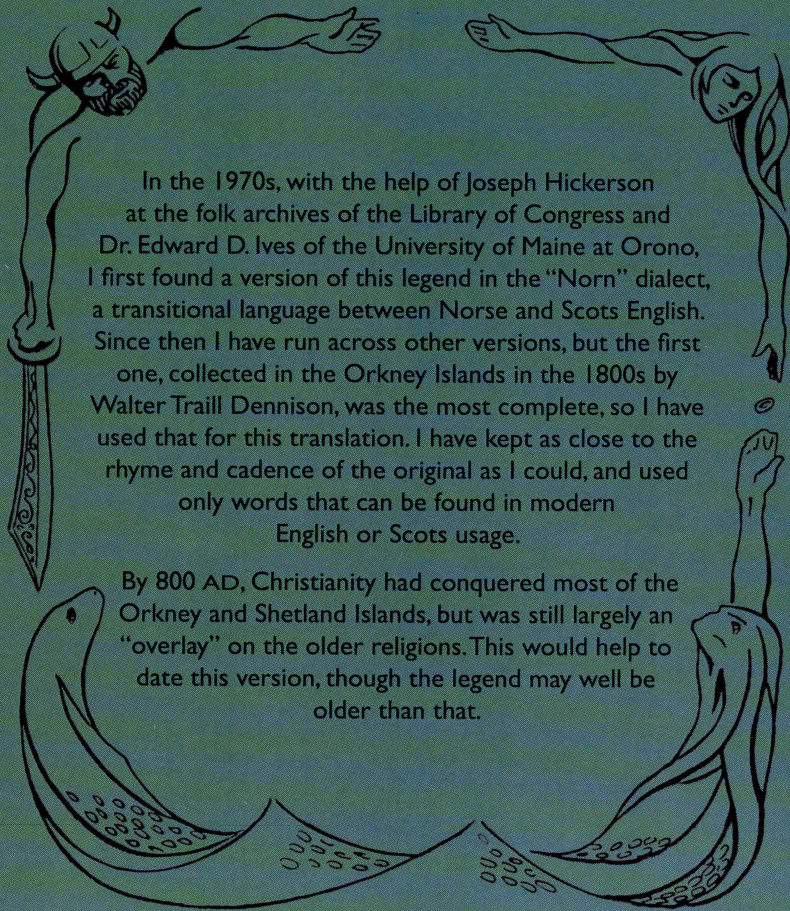 In the 1970s, with the help of Joseph Hickerson
at the folk archives of the Library of Congress and
Dr. Edward D. Ives of the University of Maine at Orono,
I first found a version of this legend in the “Norn” dialect,
a transitional language between Norse and Scots English.
Since then I have run across other versions, but the first
one, collected in the Orkney Islands in the 1800s by
Walter Traill Dennison, was the most complete, so I have
used that for this translation. I have kept as close to the
rhyme and cadence of the original as I could, and used
only words that can be found in modern
English or Scots usage.
By 800 AD, Christianity had conquered most of the
Orkney and Shetland Islands, but was still largely an
“overlay” on the older religions. This would help to
date this version, though the legend may well be
older than that.